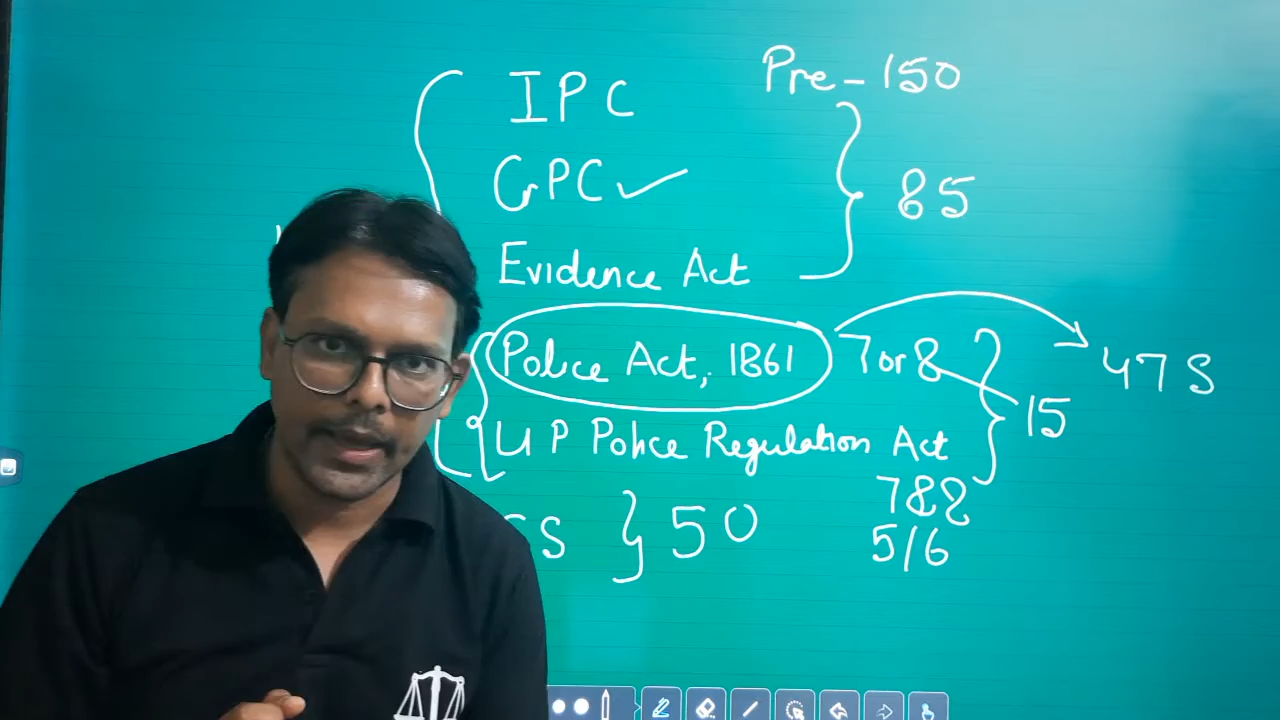 Pre - 150
IPC
CrPC ✓
85
Evidence Act
Police Act, 1861
7 or 8
47 S
15
UP Police Regulation Act
788
5/6
50